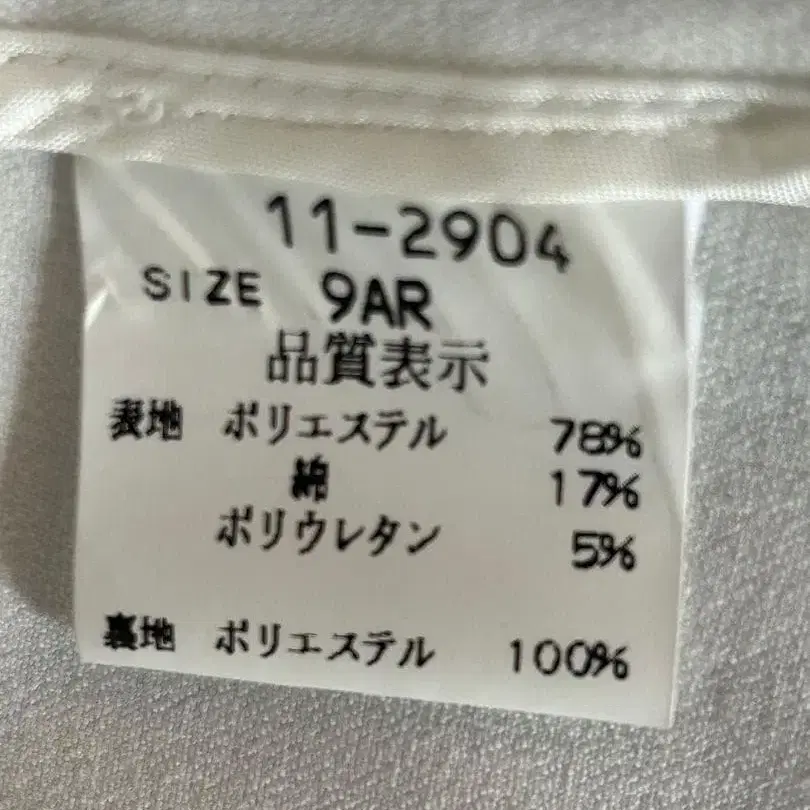 11-2904
SIZE 9AR
品質表示
表地 ポリエステル 78%
綿 17%
ポリウレタン 5%
裏地 ポリエステル 100%